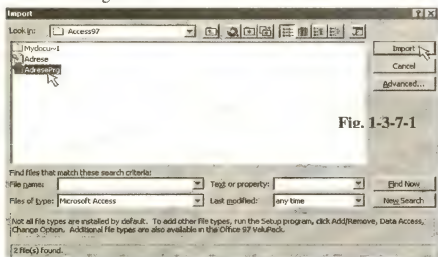 Import
Look in: Access97
Mydocu~1
Adrese
AdresePrg
Import
Cancel
Advanced...
Fig. 1-3-7-1
Find files that match these search criteria:
File name: Text or property: Find Now
Files of type: Microsoft Access Last modified: any time New Search
Not all file types are installed by default. To add other file types, run the Setup program, click Add/Remove, Data Access,
Change Option. Additional file types are also available in the Office 97 ValuPack.
2 file(s) found.